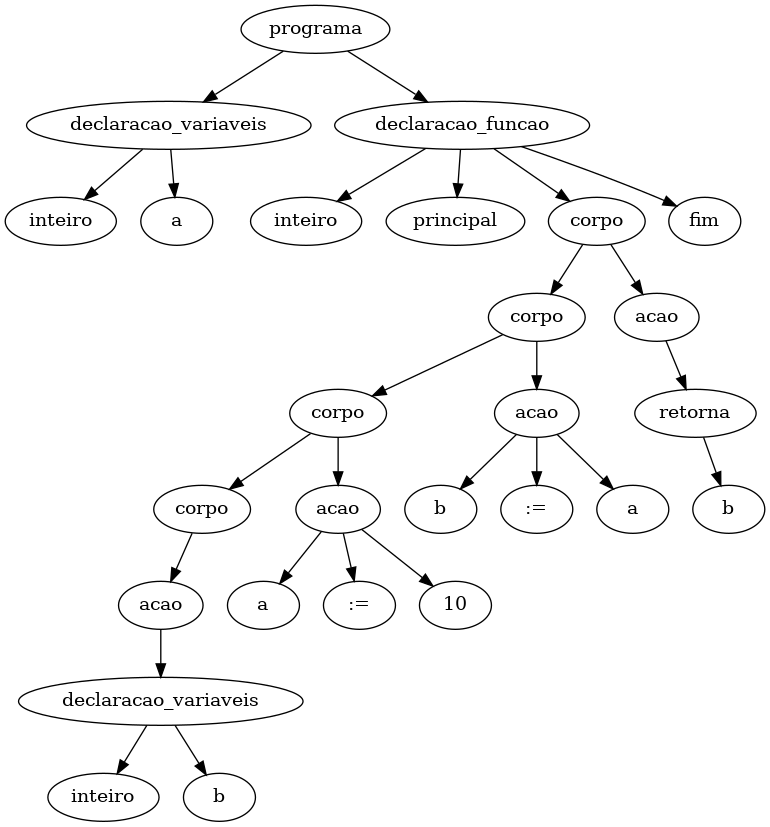 programa
declaracao_variaveis declaracao_funcao
inteiro a inteiro principal corpo fim
corpo acao
corpo acao retorna
corpo acao b := a b
acao a := 10
declaracao_variaveis
inteiro b